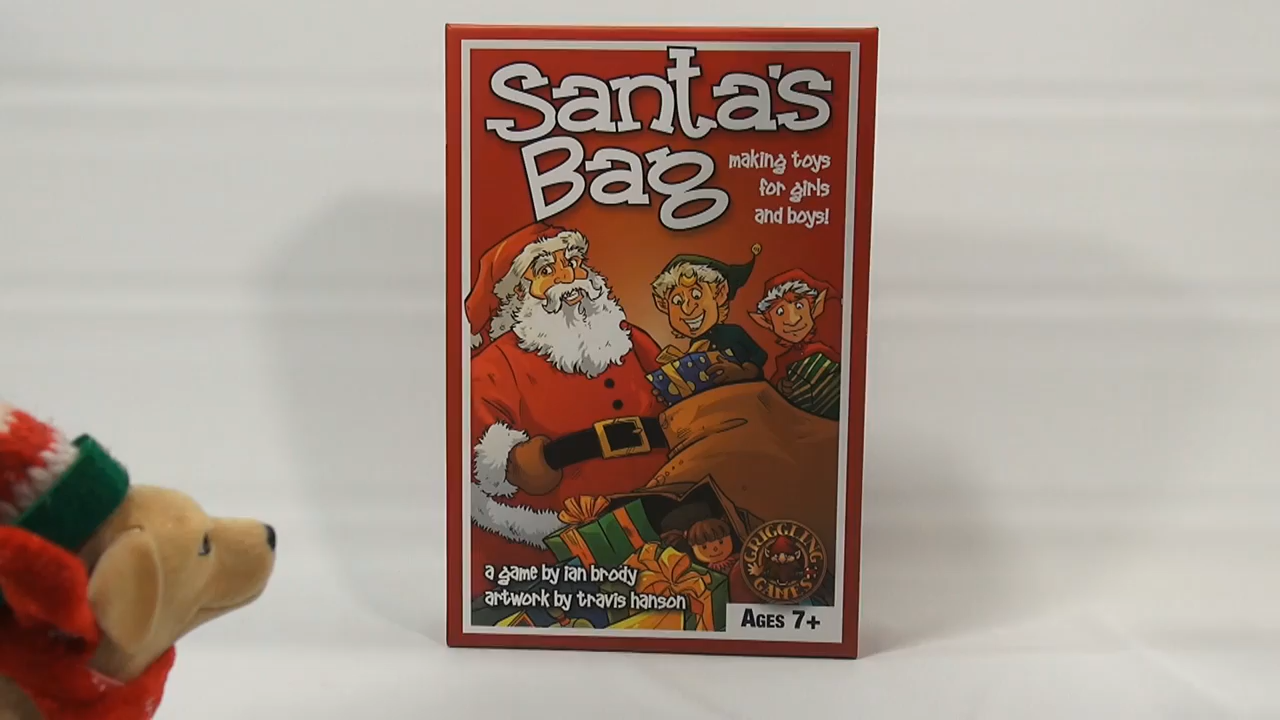 Santa's
Bag
making toys
for girls
and boys!
a game by ian brody
artwork by travis hanson
GRIGGLING
GAMES
AGES 7+